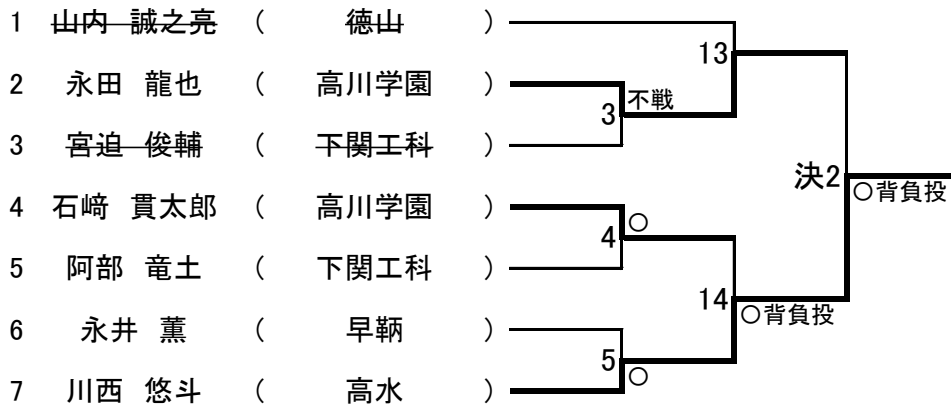 1 山内 誠之亮 ( 徳山 )
13
2 永田 龍也 ( 高川学園 )
3 不戦
3 宮迫 俊輔 ( 下関工科 )
決2 ○背負投
4 石﨑 貫太郎 ( 高川学園 )
4 ○
5 阿部 竜土 ( 下関工科 )
14 ○背負投
6 永井 薫 ( 早鞆 )
5 ○
7 川西 悠斗 ( 高水 )